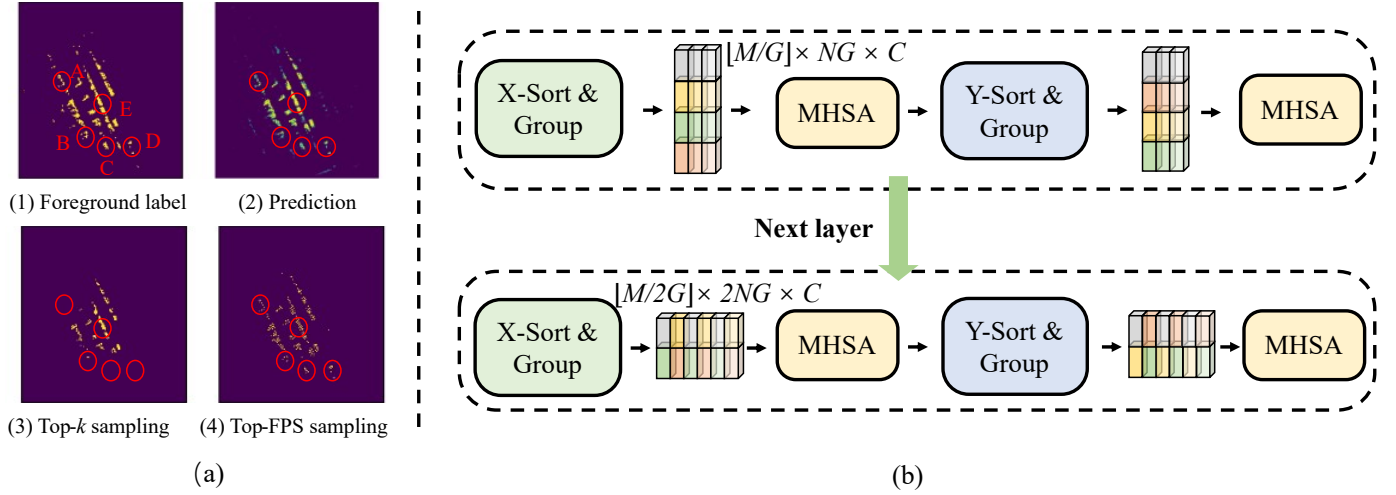 A
E
B
D
C
(1) Foreground label
(2) Prediction
(3) Top-k sampling
(4) Top-FPS sampling
(a)
X-Sort &
Group
⌊M/G⌋× NG × C
MHSA
Y-Sort &
Group
MHSA
Next layer
X-Sort &
Group
⌊M/2G⌋× 2NG × C
MHSA
Y-Sort &
Group
MHSA
(b)